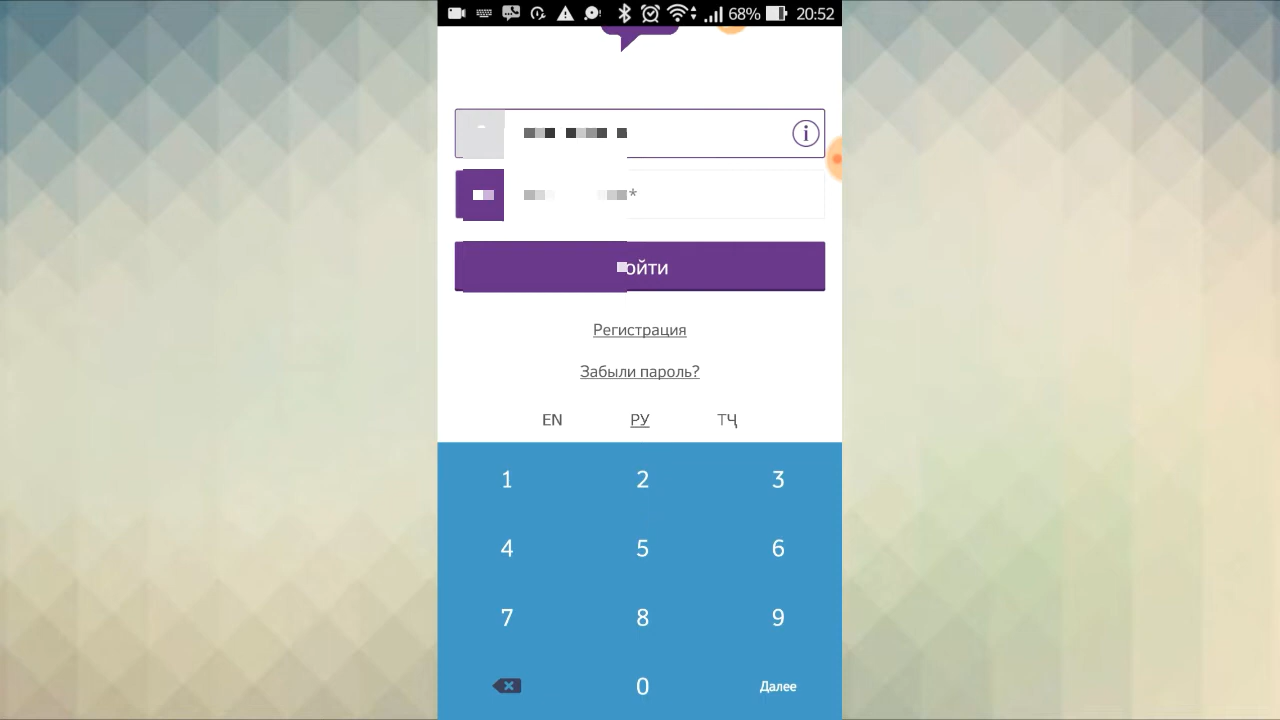 68% 20:52
*
ойти
Регистрация
Забыли пароль?
EN РУ ТҶ
1 2 3
4 5 6
7 8 9
0 Далее